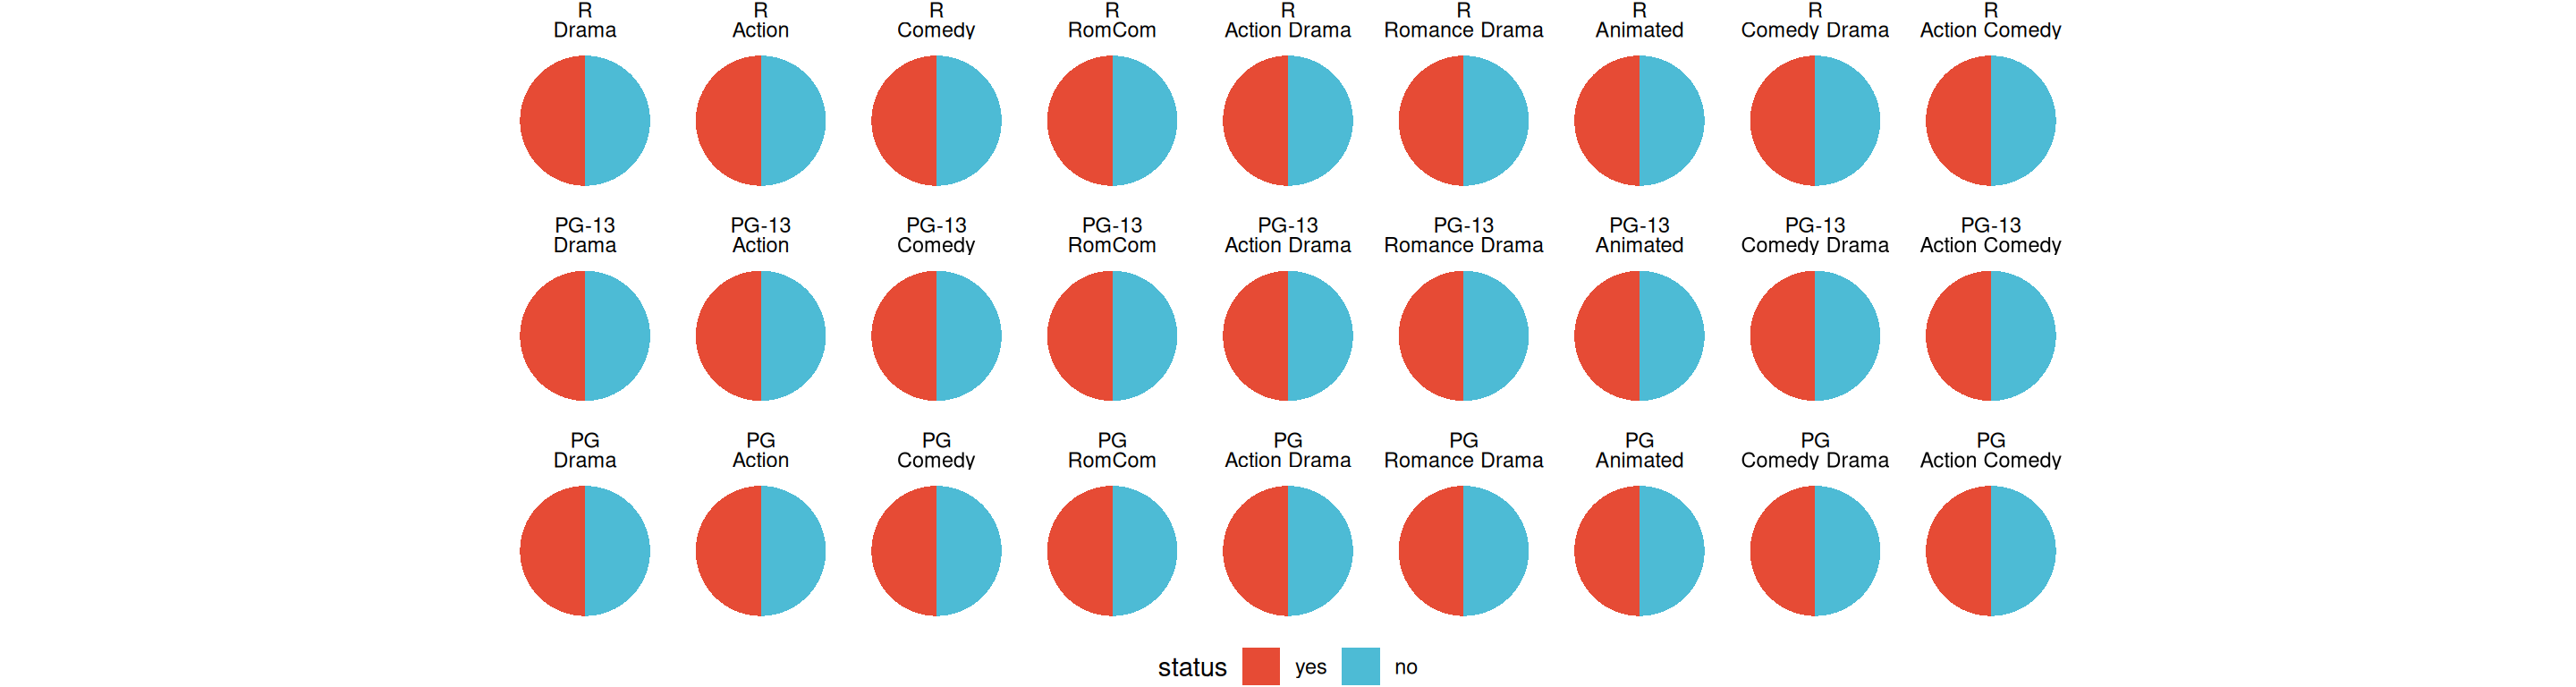 R R R R R R R R R
Drama Action Comedy RomCom Action Drama Romance Drama Animated Comedy Drama Action Comedy
PG-13 PG-13 PG-13 PG-13 PG-13 PG-13 PG-13 PG-13 PG-13
Drama Action Comedy RomCom Action Drama Romance Drama Animated Comedy Drama Action Comedy
PG PG PG PG PG PG PG PG PG
Drama Action Comedy RomCom Action Drama Romance Drama Animated Comedy Drama Action Comedy
status yes no